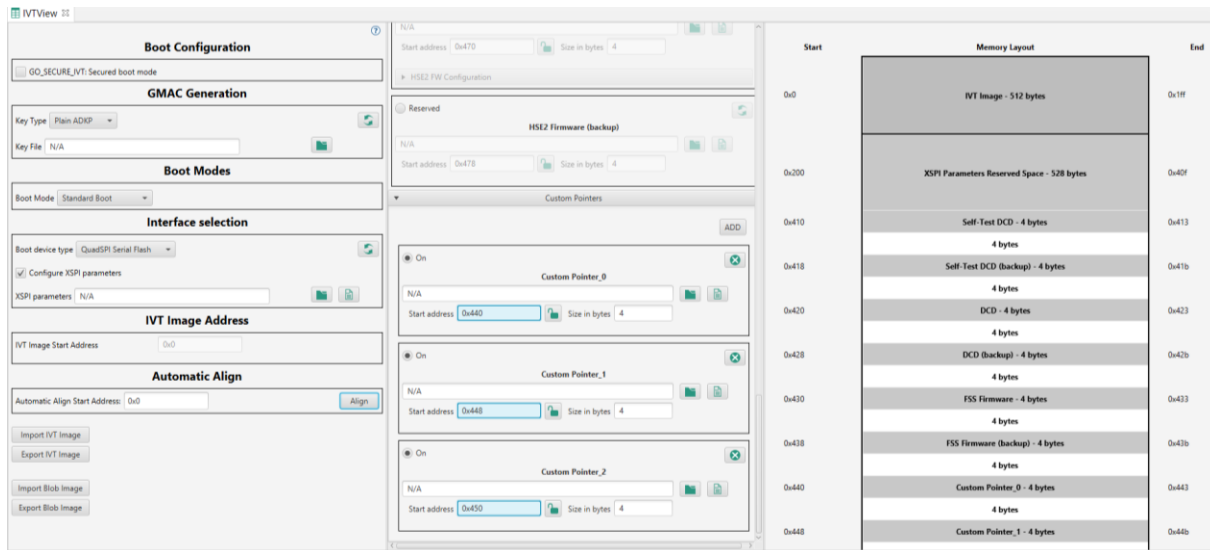 IVTView
Boot Configuration
GO_SECURE_IVT: Secured boot mode
GMAC Generation
Key Type Plain ADKP
Key File N/A
Boot Modes
Boot Mode Standard Boot
Interface selection
Boot device type QuadSPI Serial Flash
Configure XSPI parameters
XSPI parameters N/A
IVT Image Address
IVT Image Start Address 0x0
Automatic Align
Automatic Align Start Address: 0x0 Align
Import IVT Image
Export IVT Image
Import Blob Image
Export Blob Image
N/A
Start address 0x470 Size in bytes 4
HSE2 FW Configuration
Reserved
HSE2 Firmware (backup)
N/A
Start address 0x478 Size in bytes 4
Custom Pointers
ADD
On
Custom Pointer_0
N/A
Start address 0x440 Size in bytes 4
On
Custom Pointer_1
N/A
Start address 0x448 Size in bytes 4
On
Custom Pointer_2
N/A
Start address 0x450 Size in bytes 4
Start Memory Layout End
0x0 IVT Image - 512 bytes 0x1ff
0x200 XSPI Parameters Reserved Space - 528 bytes 0x40f
0x410 Self-Test DCD - 4 bytes 0x413
4 bytes
0x418 Self-Test DCD (backup) - 4 bytes 0x41b
4 bytes
0x420 DCD - 4 bytes 0x423
4 bytes
0x428 DCD (backup) - 4 bytes 0x42b
4 bytes
0x430 FSS Firmware - 4 bytes 0x433
4 bytes
0x438 FSS Firmware (backup) - 4 bytes 0x43b
4 bytes
0x440 Custom Pointer_0 - 4 bytes 0x443
4 bytes
0x448 Custom Pointer_1 - 4 bytes 0x44b